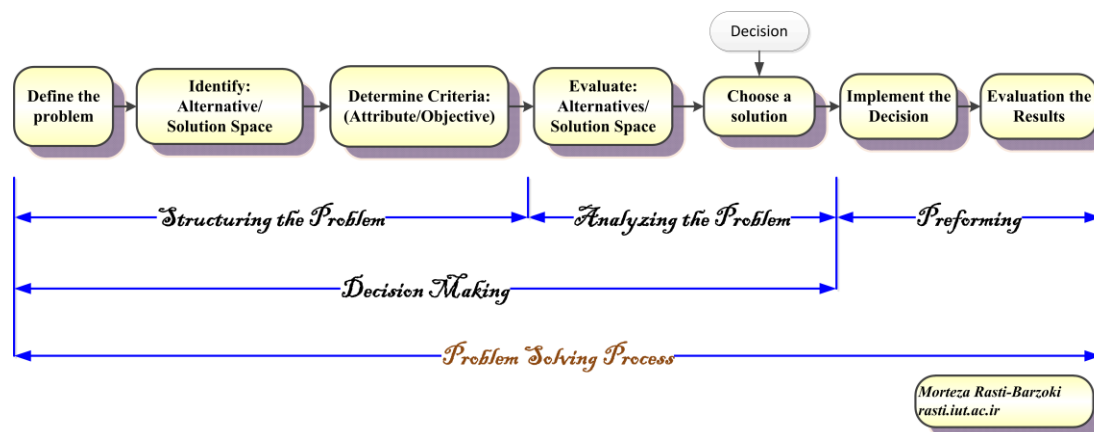 Decision
Define the
problem
Identify:
Alternative/
Solution Space
Determine Criteria:
(Attribute/Objective)
Evaluate:
Alternatives/
Solution Space
Choose a
solution
Implement the
Decision
Evaluation the
Results
Structuring the Problem
Analyzing the Problem
Preforming
Decision Making
Problem Solving Process
Morteza Rasti-Barzoki
rasti.iut.ac.ir